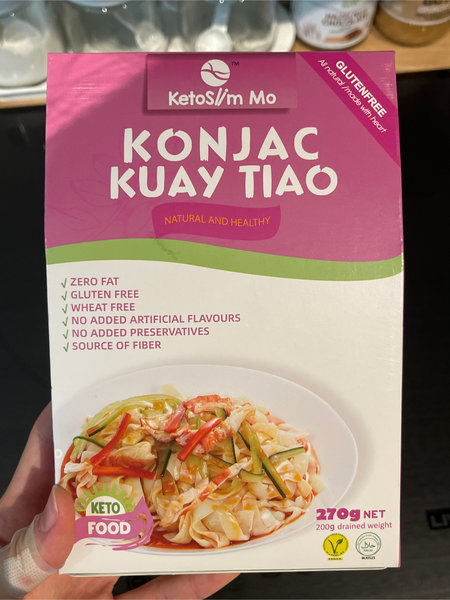 TM
KetoSlim Mo
GLUTENFREE
All natural /made with heart
KONJAC
KUAY TIAO
NATURAL AND HEALTHY
ZERO FAT
GLUTEN FREE
WHEAT FREE
NO ADDED ARTIFICIAL FLAVOURS
NO ADDED PRESERVATIVES
SOURCE OF FIBER
KETO
FOOD
270g NET
200g drained weight